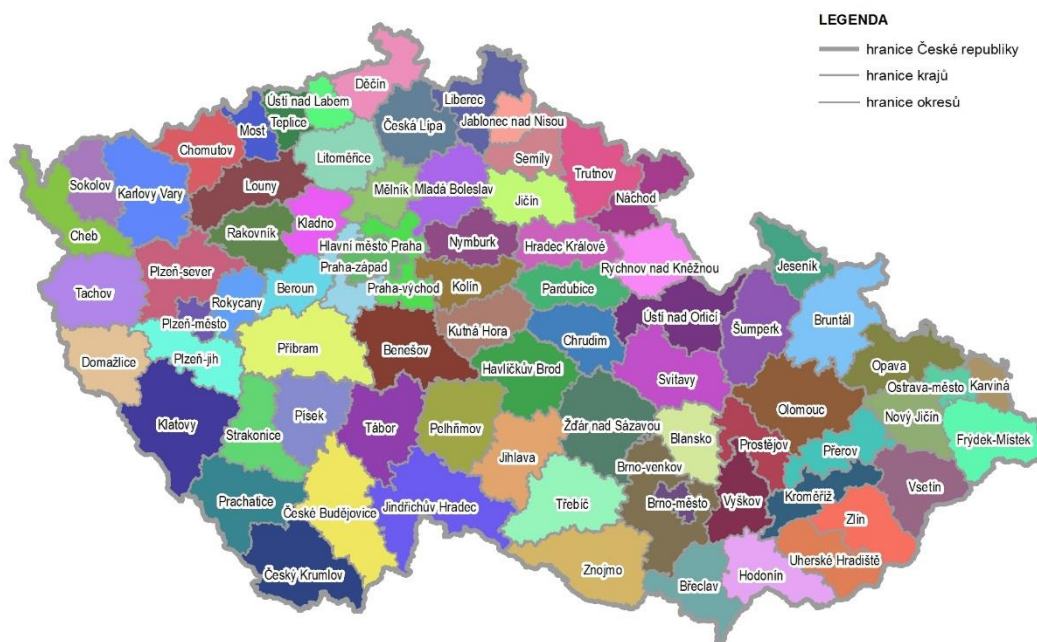 LEGENDA
hranice České republiky
hranice krajů
hranice okresů
Děčín
Ústí nad Labem
Liberec
Teplice
Jablonec nad Nisou
Most
Česká Lípa
Chomutov
Litoměřice
Semily
Sokolov
Trutnov
Karlovy Vary
Louny
Mělník
Mladá Boleslav
Jičín
Náchod
Kladno
Cheb
Rakovník
Hlavní město Praha
Nymburk
Hradec Králové
Jeseník
Plzeň-sever
Praha-západ
Rychnov nad Kněžnou
Tachov
Rokycany
Beroun
Praha-východ
Kolín
Pardubice
Ústí nad Orlicí
Bruntál
Plzeň-město
Kutná Hora
Šumperk
Příbram
Benešov
Chrudim
Domažlice
Plzeň-jih
Opava
Havlíčkův Brod
Svitavy
Ostrava-město
Karviná
Olomouc
Klatovy
Písek
Nový Jičín
Strakonice
Tábor
Pelhřimov
Žďár nad Sázavou
Blansko
Prostějov
Přerov
Frýdek-Místek
Jihlava
Brno-venkov
Vsetín
Prachatice
Kroměříž
České Budějovice
Jindřichův Hradec
Třebíč
Brno-město
Vyškov
Zlín
Uherské Hradiště
Český Krumlov
Znojmo
Hodonín
Břeclav